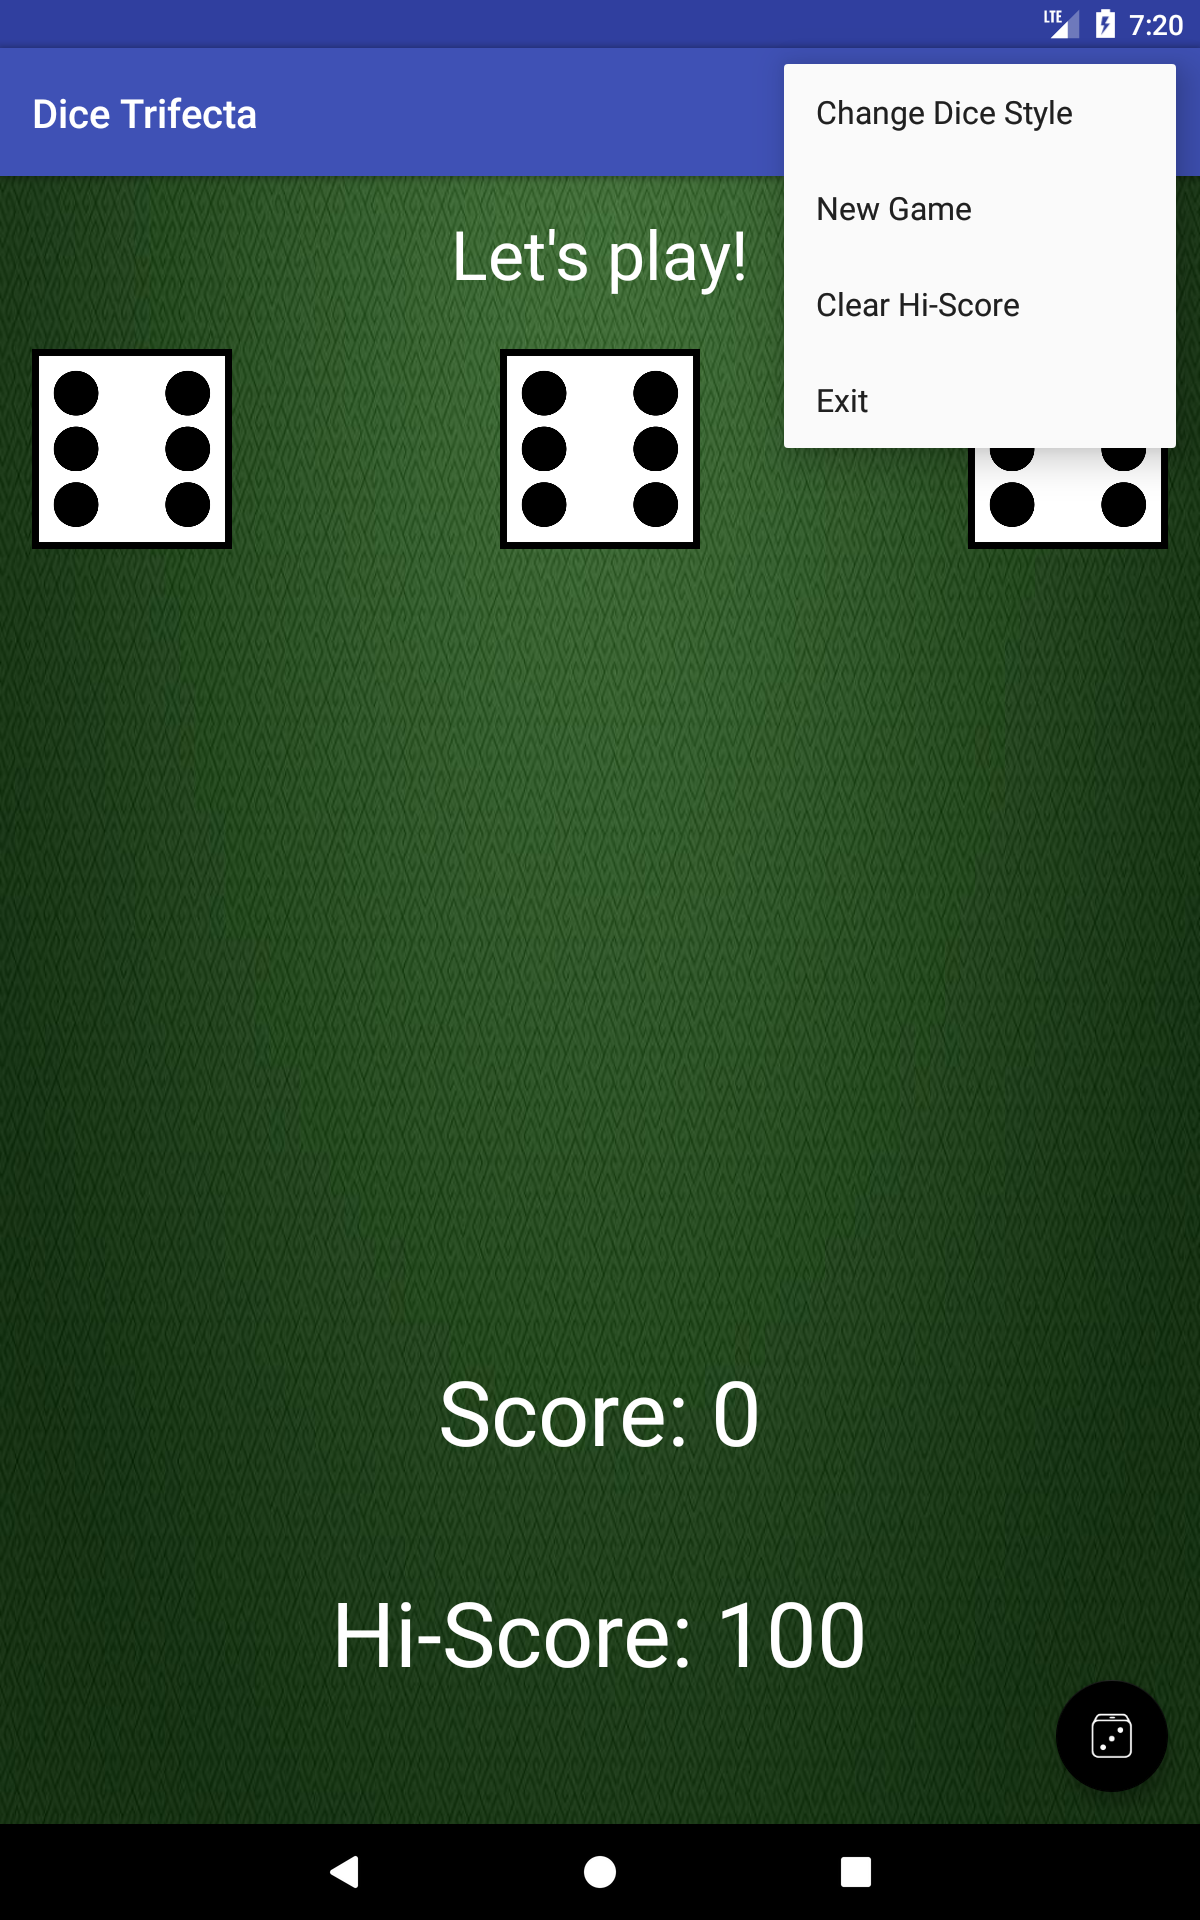 LTE 7:20
Dice Trifecta
Change Dice Style
New Game
Clear Hi-Score
Exit
Let's play!
Score: 0
Hi-Score: 100